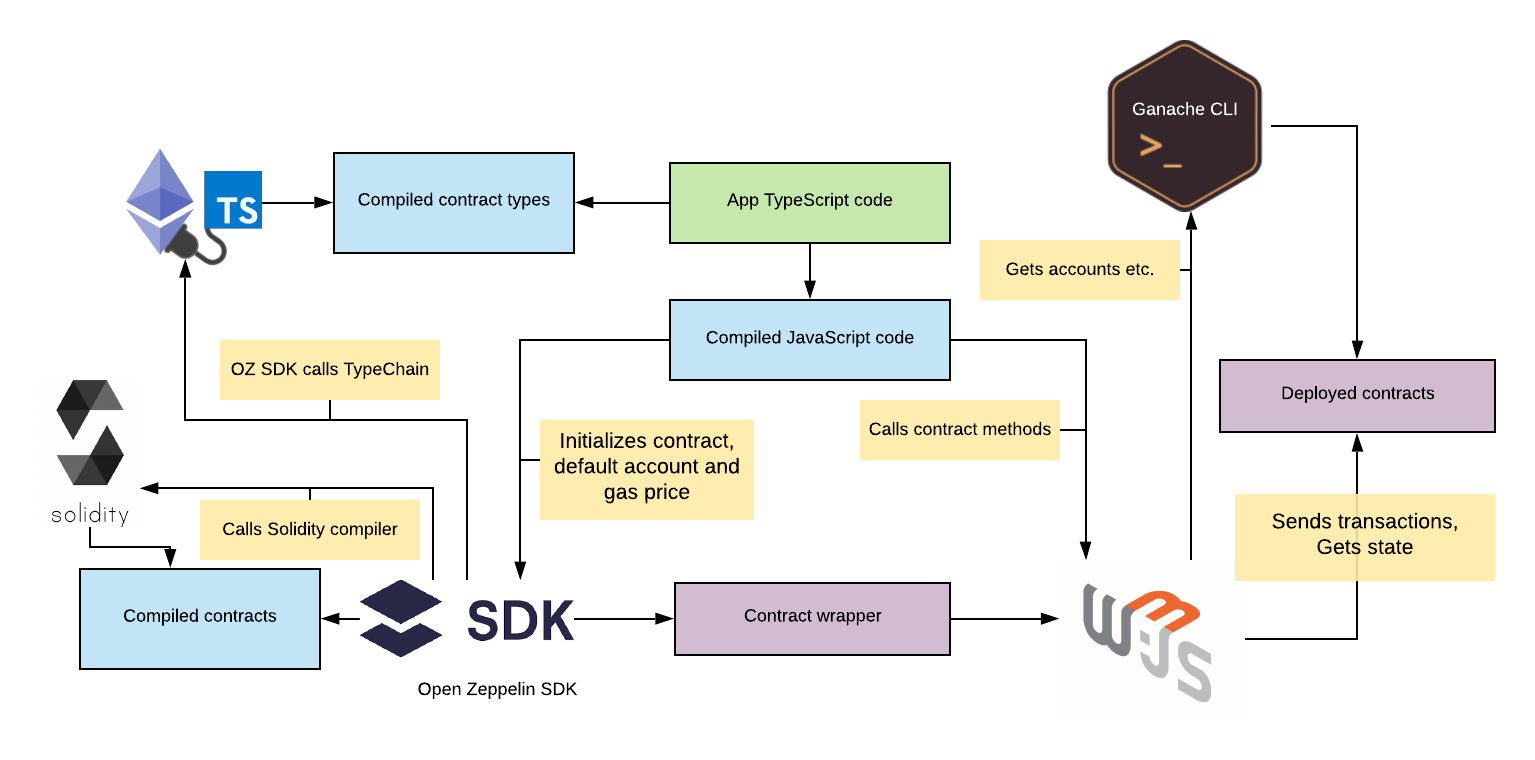 Ganache CLI
>_
TS
Compiled contract types
App TypeScript code
Gets accounts etc.
Compiled JavaScript code
OZ SDK calls TypeChain
Deployed contracts
Calls contract methods
Initializes contract,
default account and
gas price
solidity
Calls Solidity compiler
Sends transactions,
Gets state
Compiled contracts
SDK
Contract wrapper
w3JS
Open Zeppelin SDK